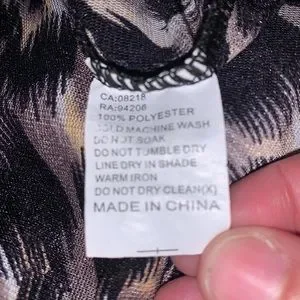 CA:08218
RA:94206
100% POLYESTER
COLD MACHINE WASH
DO NOT SOAK
DO NOT TUMBLE DRY
LINE DRY IN SHADE
WARM IRON
DO NOT DRY CLEAN(X)
MADE IN CHINA